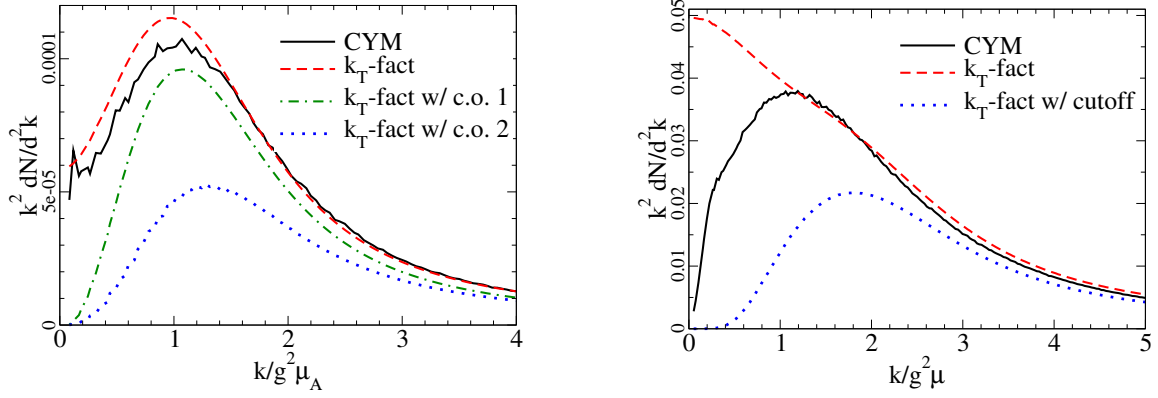 k² dN/d²k
0.0001
5e-05
0
CYM
k_T-fact
k_T-fact w/ c.o. 1
k_T-fact w/ c.o. 2
0 1 2 3 4
k/g²μ_A
k² dN/d²k
0.05
0.04
0.03
0.02
0.01
0
CYM
k_T-fact
k_T-fact w/ cutoff
0 1 2 3 4 5
k/g²μ